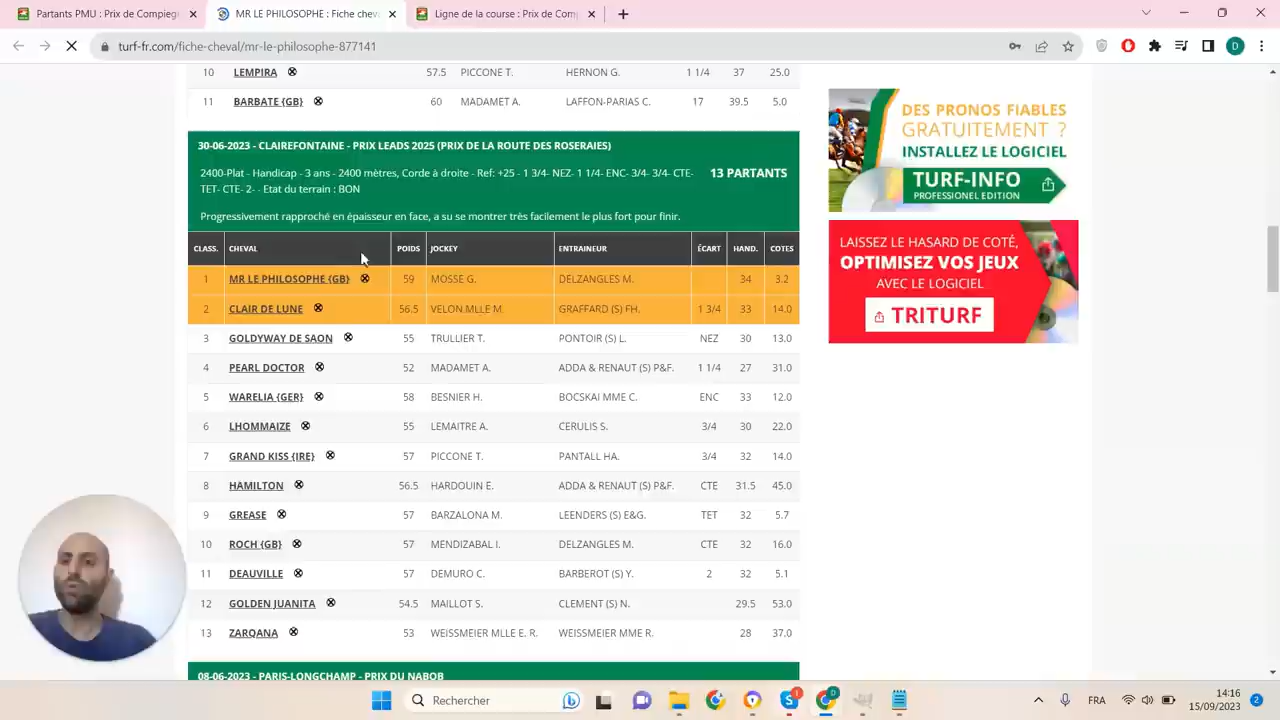 Partants PMU :
MR LE PHILOSOPHE: Fiche chev
MR LE PHILOSOPHE: Fiche
Entraineurs : Pr
turf-fr.com/fiche-cheval/mr-le-philosophe-877141
D
10 LEMPIRA 57.5 PICCONE T. HERNON G. 1 1/4 37 25.0
11 BARBATE {GB} 60 MADAMET A. LAFFON-PARIAS C. 17 39.5 5.0
30-06-2023 - CLAIREFONTAINE - PRIX LEADS 2025 (PRIX DE LA ROUTE DES ROSERAIES)
2400-Plat - Handicap - 3 ans - 2400 mètres, Corde à droite - Ref: +25 - 1 3/4- NEZ- 1 1/4- ENC- 3/4- 3/4- CTE-
TET- CTE- 2- - Etat du terrain : BON
13 PARTANTS
Progressivement rapproché en épaisseur en face, a su se montrer très facilement le plus fort pour finir.
CLASS. CHEVAL POIDS JOCKEY ENTRAINEUR ÉCART HAND. COTES
1 MR LE PHILOSOPHE {GB} 59 MOSSE G. DELZANGLES M. 34 3.2
2 CLAIR DE LUNE 56.5 VELON MLLE M. GRAFFARD (S) FH. 1 3/4 33 14.0
3 GOLDYWAY DE SAON 55 TRULLIER T. PONTOIR (S) L. NEZ 30 13.0
4 PEARL DOCTOR 52 MADAMET A. ADDA & RENAUT (S) P&F. 1 1/4 27 31.0
5 WARELIA {GER} 58 BESNIER H. BOCSKAI MME C. ENC 33 12.0
6 LHOMMAIZE 55 LEMAITRE A. CERULIS S. 3/4 30 22.0
7 GRAND KISS {IRE} 57 PICCONE T. PANTALL HA. 3/4 32 14.0
8 HAMILTON 56.5 HARDOUIN E. ADDA & RENAUT (S) P&F. CTE 31.5 45.0
9 GREASE 57 BARZALONA M. LEENDERS (S) E&G. TET 32 5.7
10 ROCH {GB} 57 MENDIZABAL I. DELZANGLES M. CTE 32 16.0
11 DEAUVILLE 57 DEMURO C. BARBEROT (S) Y. 2 32 5.1
12 GOLDEN JUANITA 54.5 MAILLOT S. CLEMENT (S) N. 29.5 53.0
13 ZARQANA 53 WEISSMEIER MLLE E. R. WEISSMEIER MME R. 28 37.0
08-06-2023 - PARIS-LONGCHAMP - PRIX DU NABOB
DES PRONOS FIABLES
GRATUITEMENT ?
INSTALLEZ LE LOGICIEL
TURF-INFO
PROFESIONEL EDITION
LAISSEZ LE HASARD DE COTÉ,
OPTIMISEZ VOS JEUX
AVEC LE LOGICIEL
TRITURF
Rechercher
FRA
14:16
15/09/2023
2